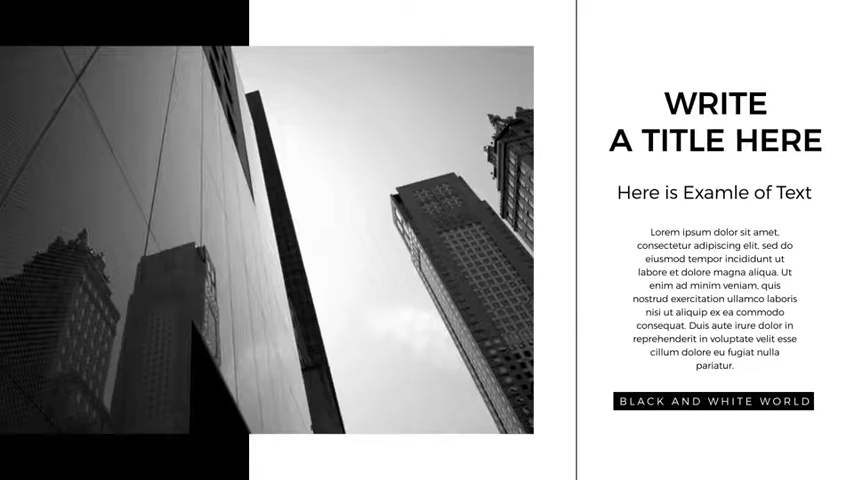 WRITE
A TITLE HERE
Here is Examle of Text
Lorem ipsum dolor sit amet,
consectetur adipiscing elit, sed do
eiusmod tempor incididunt ut
labore et dolore magna aliqua. Ut
enim ad minim veniam, quis
nostrud exercitation ullamco laboris
nisi ut aliquip ex ea commodo
consequat. Duis aute irure dolor in
reprehenderit in voluptate velit esse
cillum dolore eu fugiat nulla
pariatur.
BLACK AND WHITE WORLD